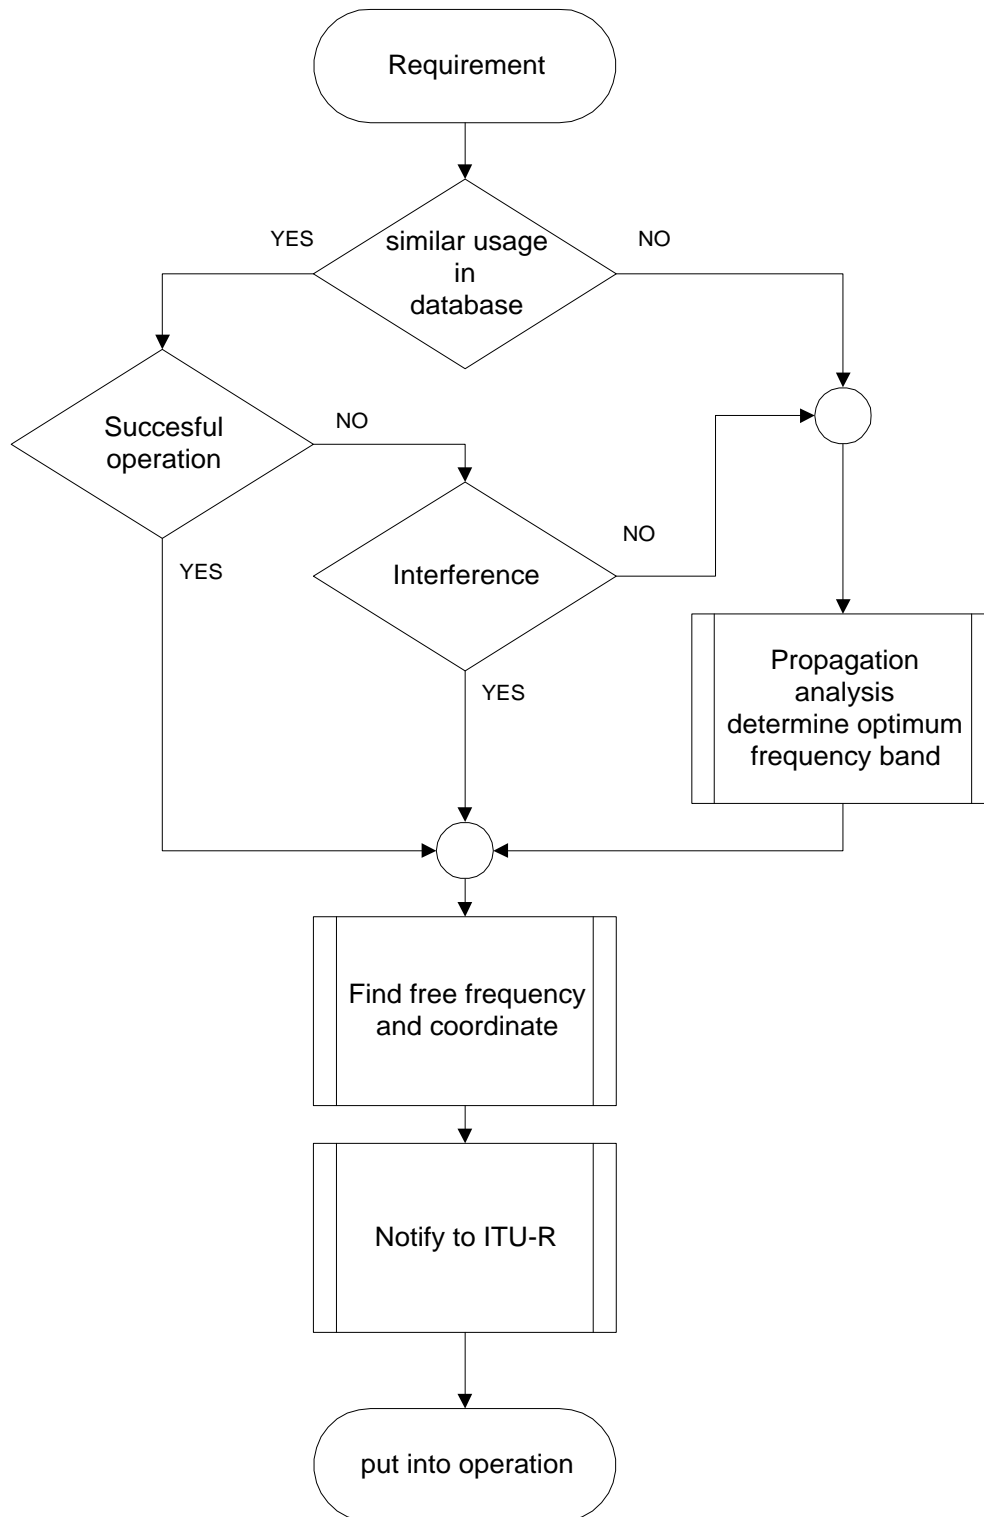 Requirement
YES
NO
similar usage
in
database
Succesful
operation
NO
YES
Interference
NO
YES
Propagation
analysis
determine optimum
frequency band
Find free frequency
and coordinate
Notify to ITU-R
put into operation